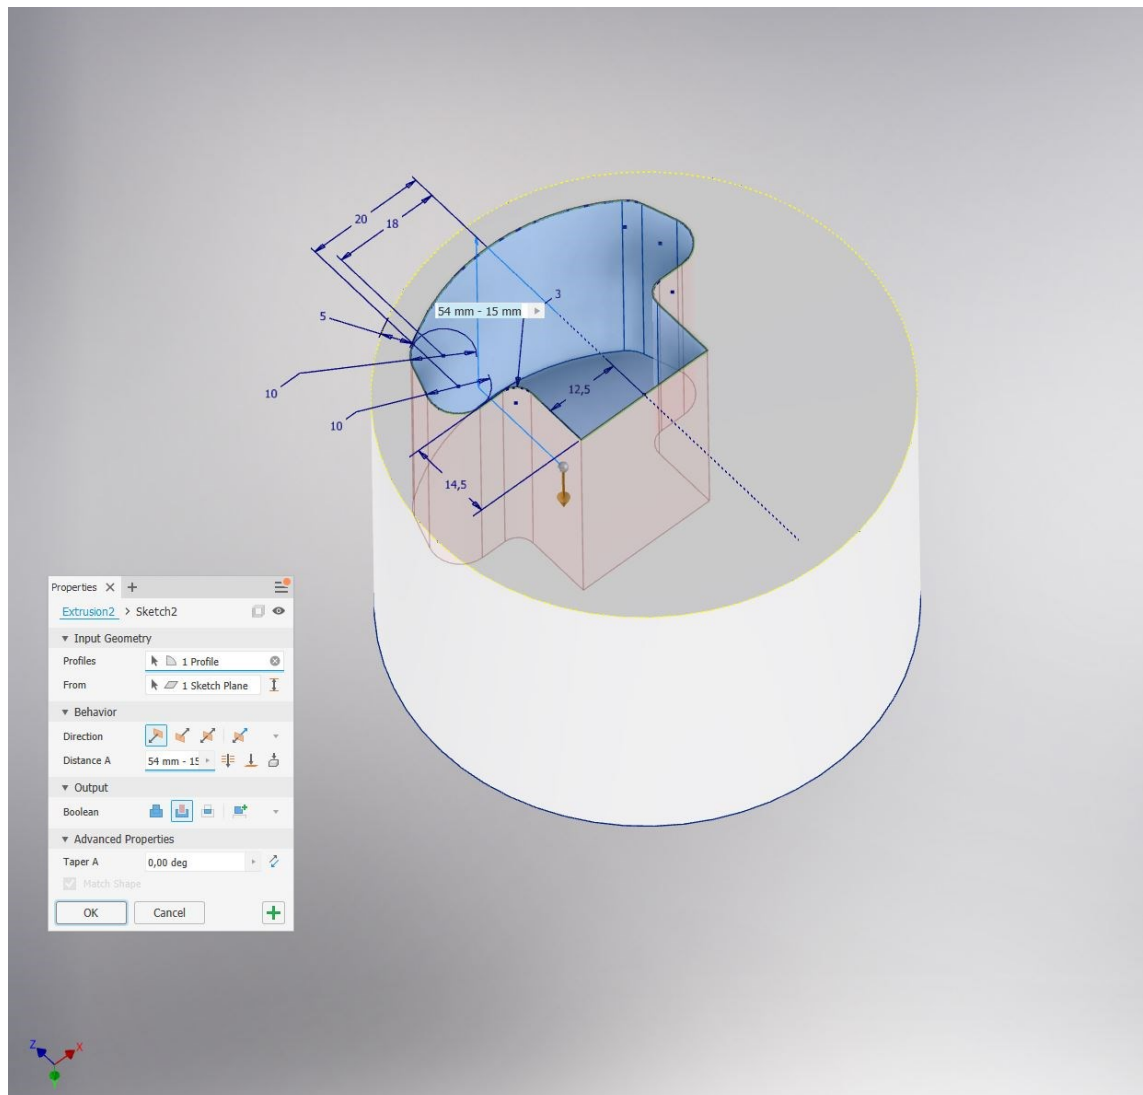 20
18
3
54 mm - 15 mm
5
12,5
10
10
14,5
Properties X +
Extrusion2 > Sketch2
Input Geometry
Profiles 1 Profile
From 1 Sketch Plane
Behavior
Direction
Distance A 54 mm - 15
Output
Boolean
Advanced Properties
Taper A 0,00 deg
Match Shape
OK Cancel +
Z X